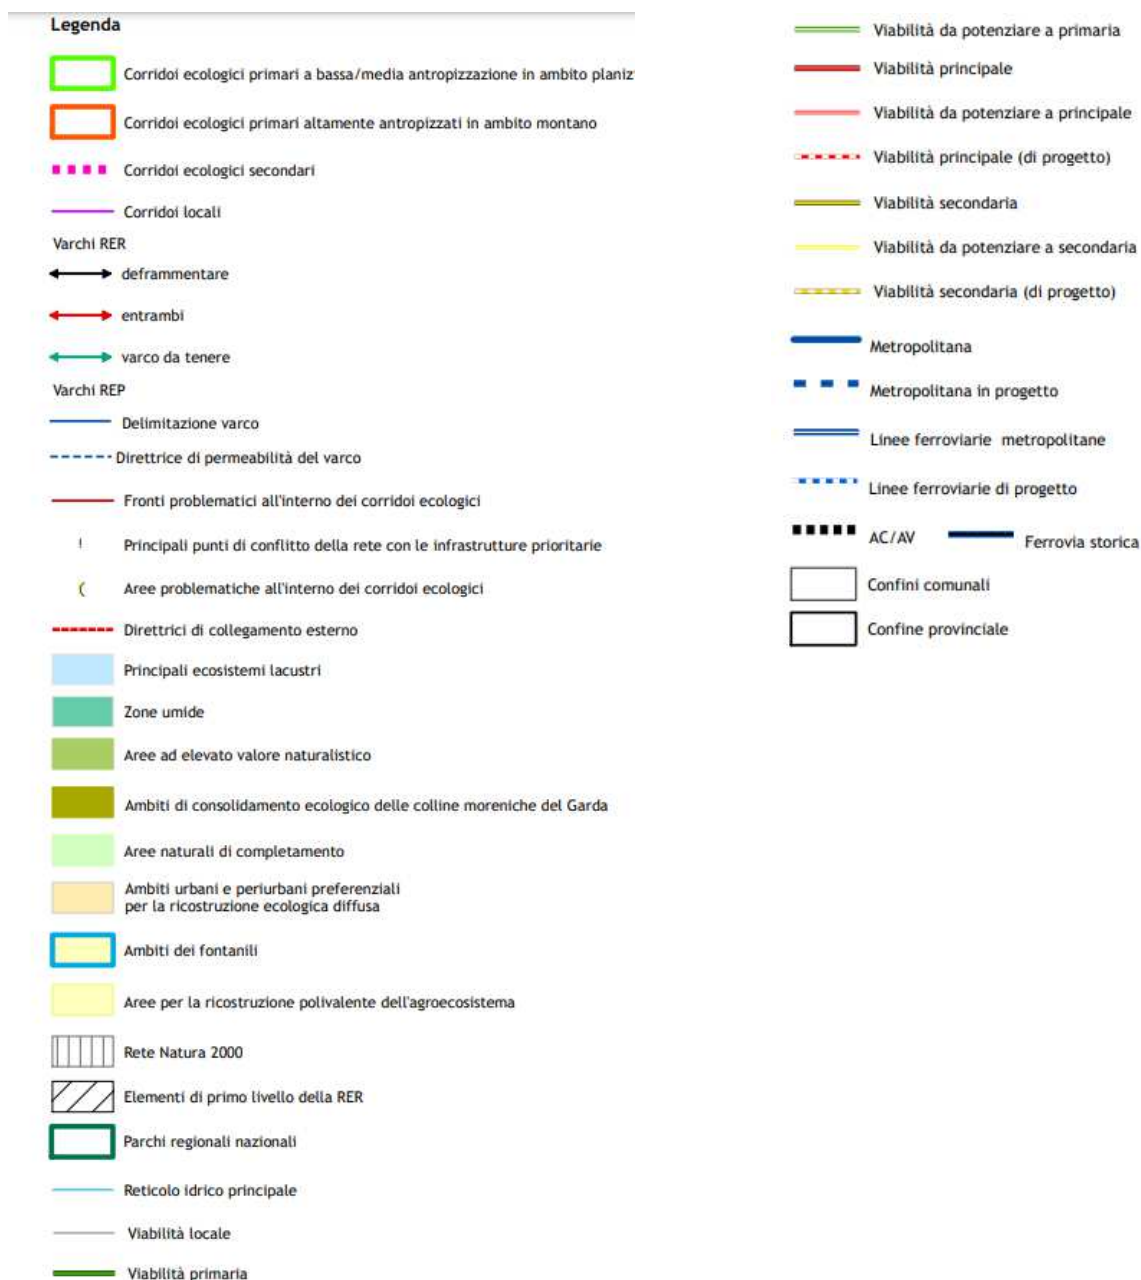 Legenda
Corridoi ecologici primari a bassa/media antropizzazione in ambito planiz
Corridoi ecologici primari altamente antropizzati in ambito montano
Corridoi ecologici secondari
Corridoi locali
Varchi RER
deframmentare
entrambi
varco da tenere
Varchi REP
Delimitazione varco
Direttrice di permeabilità del varco
Fronti problematici all'interno dei corridoi ecologici
! Principali punti di conflitto della rete con le infrastrutture prioritarie
( Aree problematiche all'interno dei corridoi ecologici
Direttrici di collegamento esterno
Principali ecosistemi lacustri
Zone umide
Aree ad elevato valore naturalistico
Ambiti di consolidamento ecologico delle colline moreniche del Garda
Aree naturali di completamento
Ambiti urbani e periurbani preferenziali
per la ricostruzione ecologica diffusa
Ambiti dei fontanili
Aree per la ricostruzione polivalente dell'agroecosistema
Rete Natura 2000
Elementi di primo livello della RER
Parchi regionali nazionali
Reticolo idrico principale
Viabilità locale
Viabilità primaria
Viabilità da potenziare a primaria
Viabilità principale
Viabilità da potenziare a principale
Viabilità principale (di progetto)
Viabilità secondaria
Viabilità da potenziare a secondaria
Viabilità secondaria (di progetto)
Metropolitana
Metropolitana in progetto
Linee ferroviarie metropolitane
Linee ferroviarie di progetto
AC/AV Ferrovia storica
Confini comunali
Confine provinciale